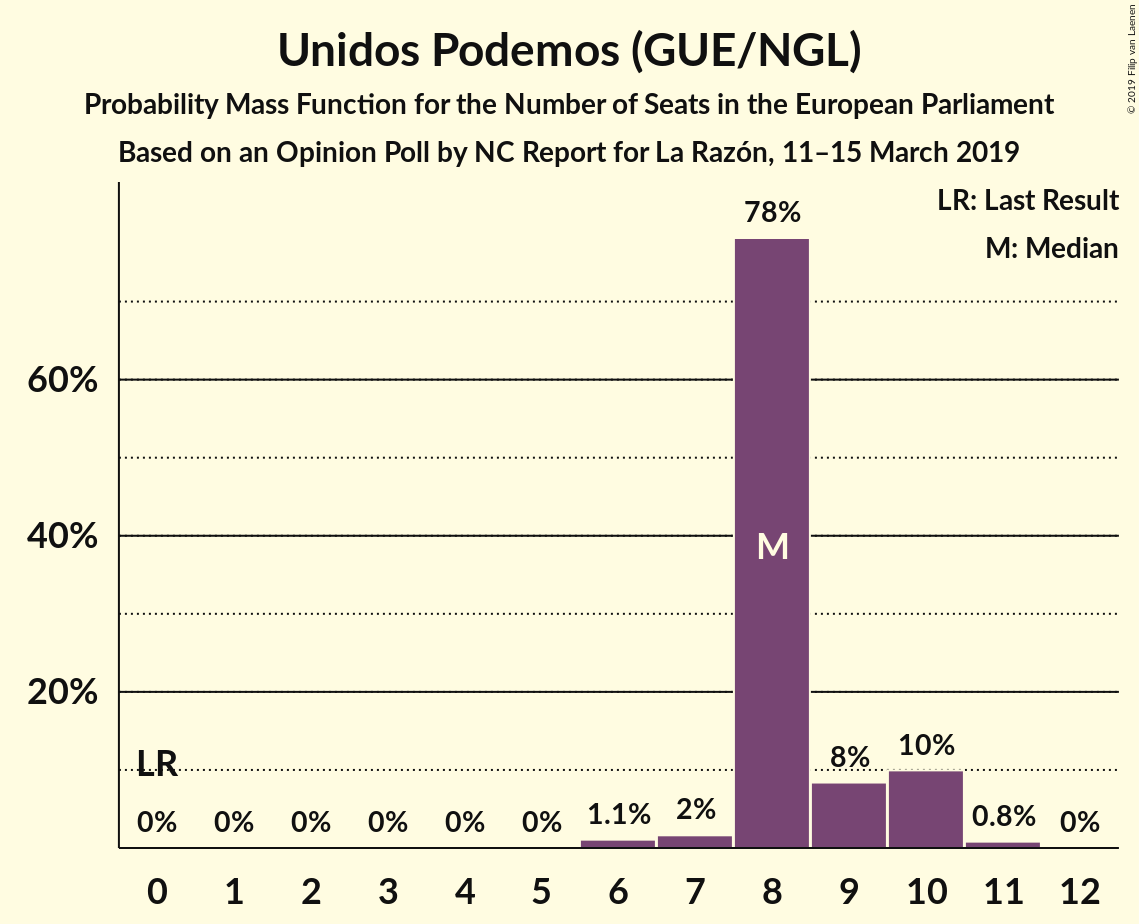 Unidos Podemos (GUE/NGL)
Probability Mass Function for the Number of Seats in the European Parliament
Based on an Opinion Poll by NC Report for La Razón, 11–15 March 2019
© 2019 Filip van Laenen
LR: Last Result
M: Median
78%
60%
40%
M
20%
LR
0% 0% 0% 0% 0% 0% 1.1% 2% 8% 10% 0.8% 0%
0 1 2 3 4 5 6 7 8 9 10 11 12